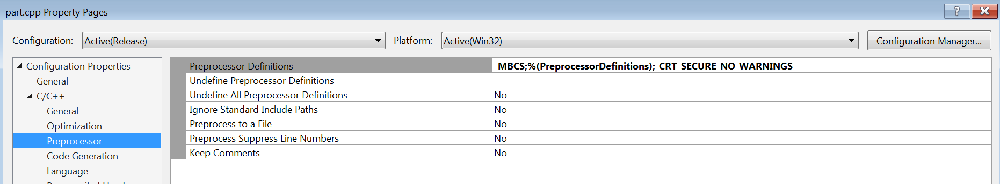 part.cpp Property Pages
?
Configuration: Active(Release) Platform: Active(Win32) Configuration Manager...
Configuration Properties
General
C/C++
General
Optimization
Preprocessor
Code Generation
Language
Preprocessor Definitions _MBCS;%(PreprocessorDefinitions);_CRT_SECURE_NO_WARNINGS
Undefine Preprocessor Definitions
Undefine All Preprocessor Definitions No
Ignore Standard Include Paths No
Preprocess to a File No
Preprocess Suppress Line Numbers No
Keep Comments No